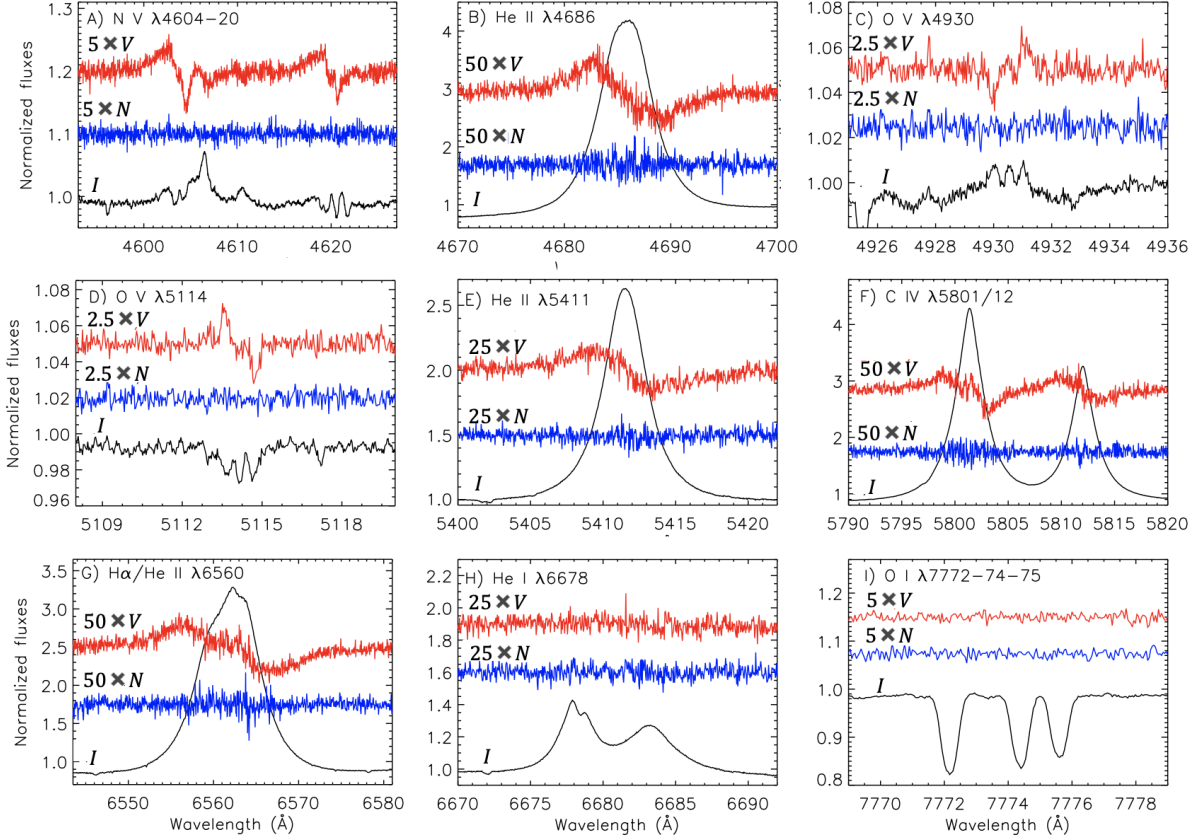 A) N V λ4604-20
5 × V
5 × N
I
1.3
1.2
1.1
1.0
4600 4610 4620
Normalized fluxes
B) He II λ4686
50 × V
50 × N
I
4
3
2
1
4670 4680 4690 4700
C) O V λ4930
2.5 × V
2.5 × N
I
1.08
1.06
1.04
1.02
1.00
4926 4928 4930 4932 4934 4936
D) O V λ5114
2.5 × V
2.5 × N
I
1.08
1.06
1.04
1.02
1.00
0.98
0.96
5109 5112 5115 5118
Normalized fluxes
E) He II λ5411
25 × V
25 × N
I
2.5
2.0
1.5
1.0
5400 5405 5410 5415 5420
F) C IV λ5801/12
50 × V
50 × N
I
4
3
2
1
5790 5795 5800 5805 5810 5815 5820
G) Hα/He II λ6560
50 × V
50 × N
I
3.5
3.0
2.5
2.0
1.5
1.0
6550 6560 6570 6580
Wavelength (Å)
Normalized fluxes
H) He I λ6678
25 × V
25 × N
I
2.2
2.0
1.8
1.6
1.4
1.2
1.0
6670 6675 6680 6685 6690
Wavelength (Å)
I) O I λ7772-74-75
5 × V
5 × N
I
1.2
1.1
1.0
0.9
0.8
7770 7772 7774 7776 7778
Wavelength (Å)